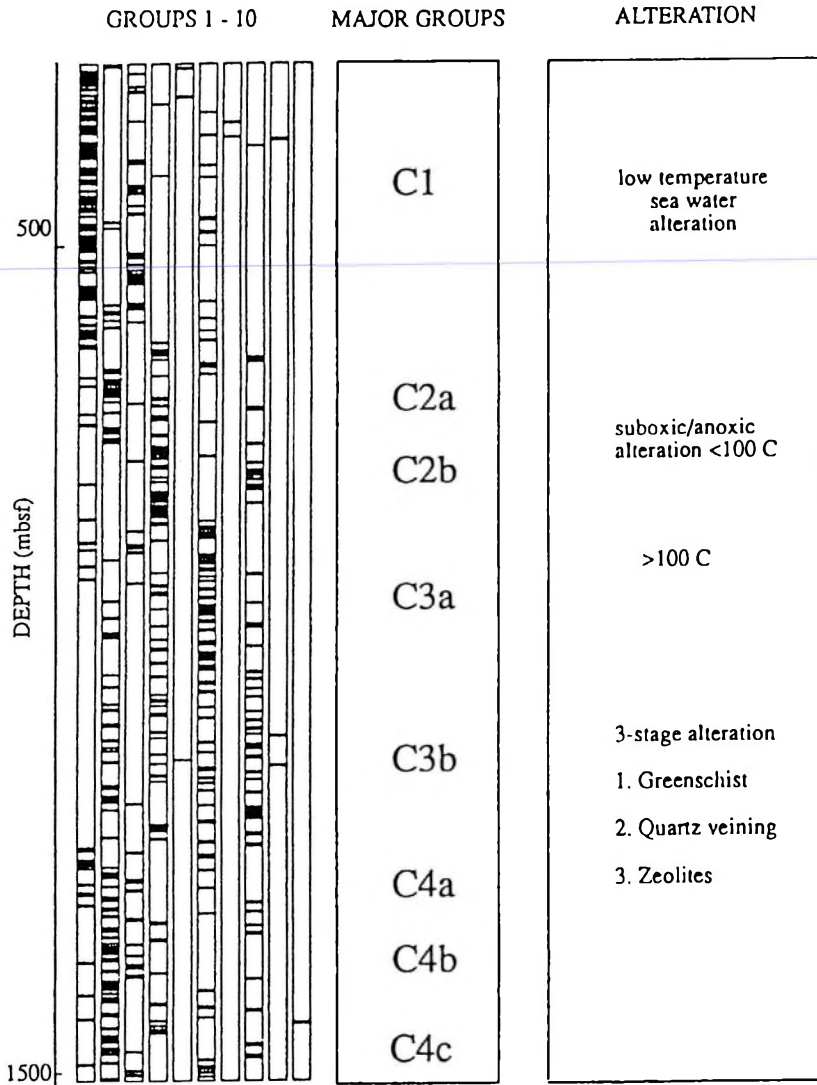 GROUPS 1 - 10
MAJOR GROUPS
ALTERATION
DEPTH (mbsf)
500
1500
C1
C2a
C2b
C3a
C3b
C4a
C4b
C4c
low temperature
sea water
alteration
suboxic/anoxic
alteration <100 C
>100 C
3-stage alteration
1. Greenschist
2. Quartz veining
3. Zeolites